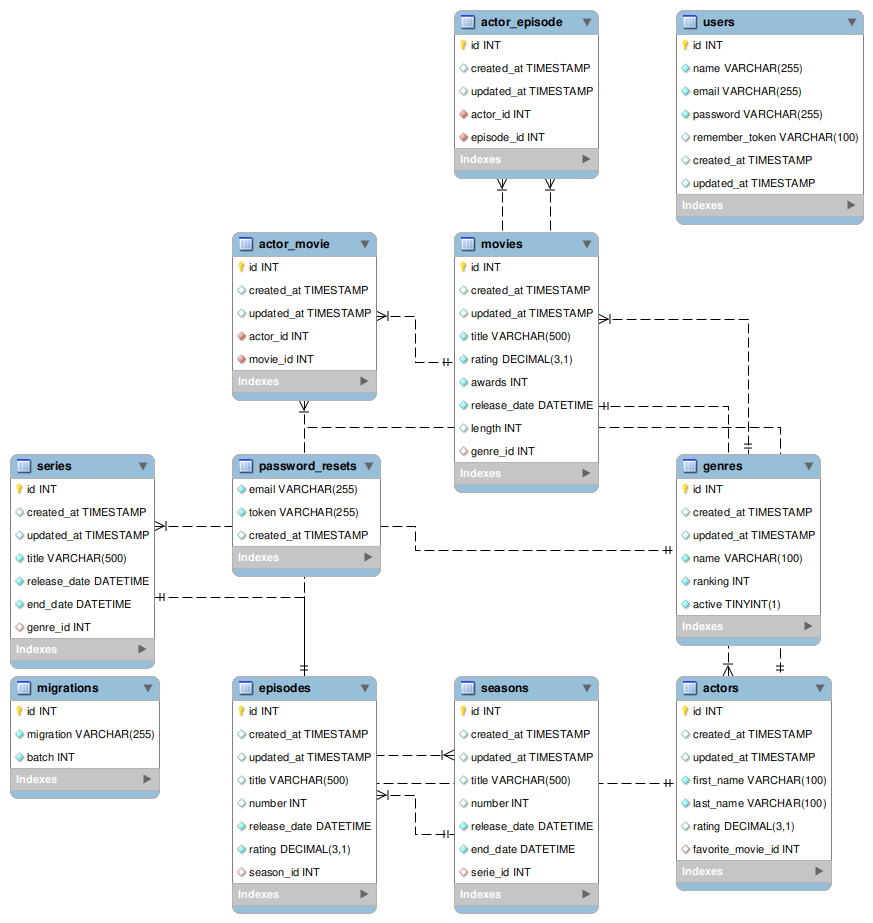 actor_episode
id INT
created_at TIMESTAMP
updated_at TIMESTAMP
actor_id INT
episode_id INT
Indexes
users
id INT
name VARCHAR(255)
email VARCHAR(255)
password VARCHAR(255)
remember_token VARCHAR(100)
created_at TIMESTAMP
updated_at TIMESTAMP
Indexes
actor_movie
id INT
created_at TIMESTAMP
updated_at TIMESTAMP
actor_id INT
movie_id INT
Indexes
movies
id INT
created_at TIMESTAMP
updated_at TIMESTAMP
title VARCHAR(500)
rating DECIMAL(3,1)
awards INT
release_date DATETIME
length INT
genre_id INT
Indexes
series
id INT
created_at TIMESTAMP
updated_at TIMESTAMP
title VARCHAR(500)
release_date DATETIME
end_date DATETIME
genre_id INT
Indexes
password_resets
email VARCHAR(255)
token VARCHAR(255)
created_at TIMESTAMP
Indexes
genres
id INT
created_at TIMESTAMP
updated_at TIMESTAMP
name VARCHAR(100)
ranking INT
active TINYINT(1)
Indexes
migrations
id INT
migration VARCHAR(255)
batch INT
Indexes
episodes
id INT
created_at TIMESTAMP
updated_at TIMESTAMP
title VARCHAR(500)
number INT
release_date DATETIME
rating DECIMAL(3,1)
season_id INT
Indexes
seasons
id INT
created_at TIMESTAMP
updated_at TIMESTAMP
title VARCHAR(500)
number INT
release_date DATETIME
end_date DATETIME
serie_id INT
Indexes
actors
id INT
created_at TIMESTAMP
updated_at TIMESTAMP
first_name VARCHAR(100)
last_name VARCHAR(100)
rating DECIMAL(3,1)
favorite_movie_id INT
Indexes